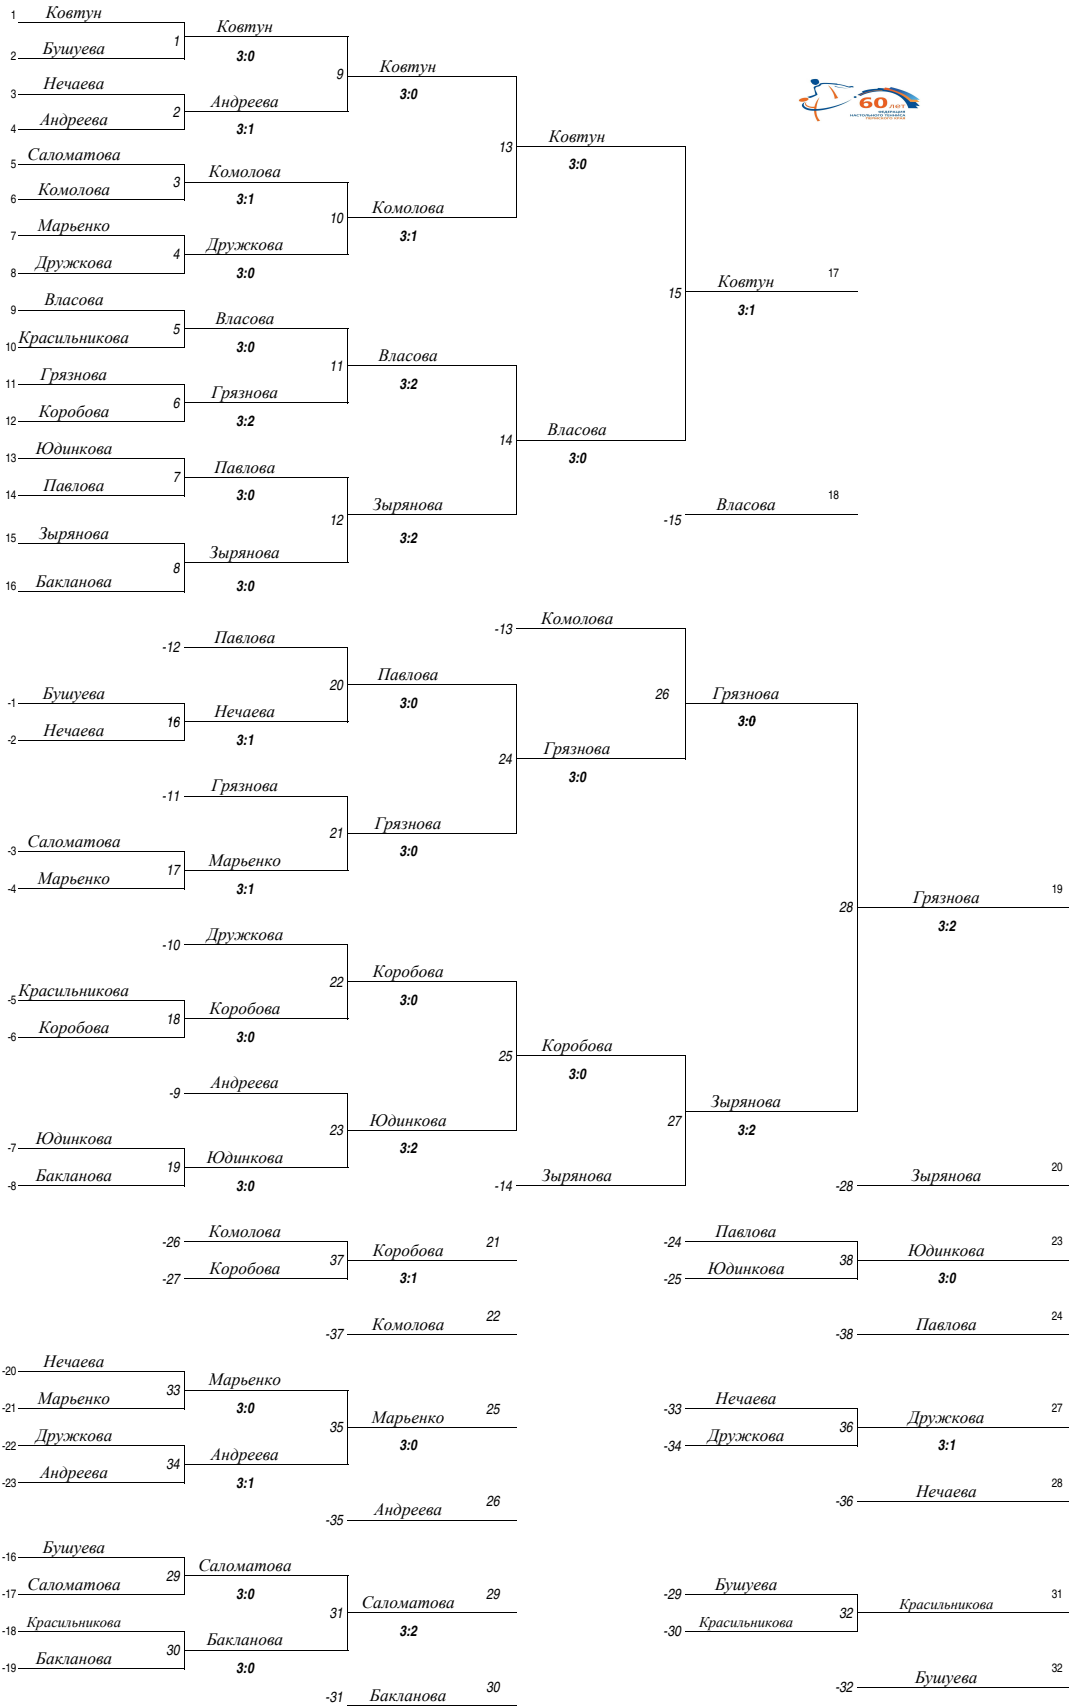 1 Ковтун
2 Бушуева
1
Ковтун
3:0
3 Нечаева
4 Андреева
2
Андреева
3:1
9
Ковтун
3:0
5 Саломатова
6 Комолова
3
Комолова
3:1
7 Марьенко
8 Дружкова
4
Дружкова
3:0
10
Комолова
3:1
13
Ковтун
3:0
9 Власова
10 Красильникова
5
Власова
3:0
11 Грязнова
12 Коробова
6
Грязнова
3:2
11
Власова
3:2
13 Юдинкова
14 Павлова
7
Павлова
3:0
15 Зырянова
16 Бакланова
8
Зырянова
3:0
12
Зырянова
3:2
14
Власова
3:0
15
Ковтун 17
3:1
-15 Власова 18
60 лет
ФЕДЕРАЦИЯ
НАСТОЛЬНОГО ТЕННИСА
ПЕРМСКОГО КРАЯ
-12 Павлова
-1 Бушуева
-2 Нечаева
16
Нечаева
3:1
20
Павлова
3:0
-11 Грязнова
-3 Саломатова
-4 Марьенко
17
Марьенко
3:1
21
Грязнова
3:0
24
Грязнова
3:0
-13 Комолова
26
Грязнова
3:0
-10 Дружкова
-5 Красильникова
-6 Коробова
18
Коробова
3:0
22
Коробова
3:0
-9 Андреева
-7 Юдинкова
-8 Бакланова
19
Юдинкова
3:0
23
Юдинкова
3:2
25
Коробова
3:0
-14 Зырянова
27
Зырянова
3:2
28
Грязнова 19
3:2
-28 Зырянова 20
-26 Комолова
-27 Коробова
37
Коробова 21
3:1
-37 Комолова 22
-24 Павлова
-25 Юдинкова
38
Юдинкова 23
3:0
-38 Павлова 24
-20 Нечаева
-21 Марьенко
33
Марьенко
3:0
-22 Дружкова
-23 Андреева
34
Андреева
3:1
35
Марьенко 25
3:0
-35 Андреева 26
-33 Нечаева
-34 Дружкова
36
Дружкова 27
3:1
-36 Нечаева 28
-16 Бушуева
-17 Саломатова
29
Саломатова
3:0
-18 Красильникова
-19 Бакланова
30
Бакланова
3:0
31
Саломатова 29
3:2
-31 Бакланова 30
-29 Бушуева
-30 Красильникова
32
Красильникова 31
-32 Бушуева 32